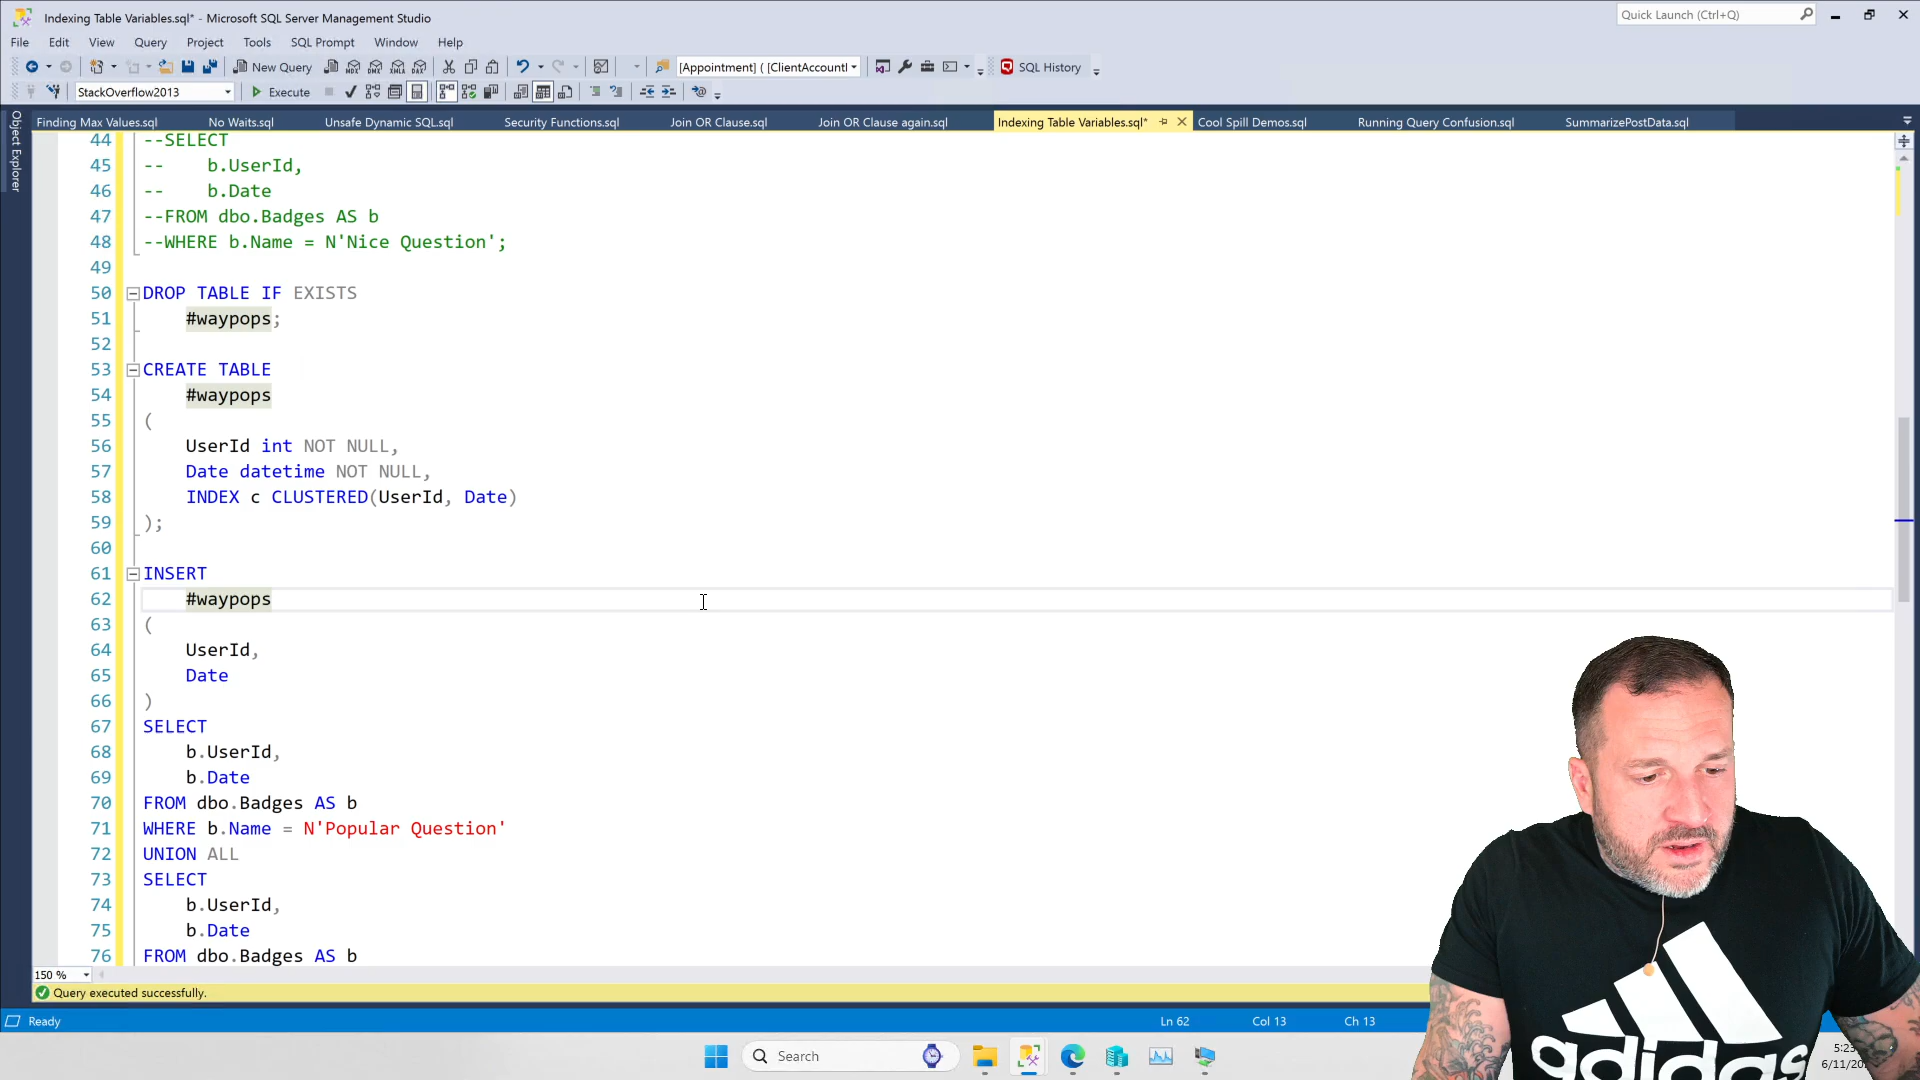 Indexing Table Variables.sql* - Microsoft SQL Server Management Studio
Quick Launch (Ctrl+Q)
File Edit View Query Project Tools SQL Prompt Window Help
New Query MDX DMX XMLA DAX [Appointment] ( [ClientAccountI SQL History
StackOverflow2013 Execute
Object Explorer
Finding Max Values.sql No Waits.sql Unsafe Dynamic SQL.sql Security Functions.sql Join OR Clause.sql Join OR Clause again.sql Indexing Table Variables.sql* Cool Spill Demos.sql Running Query Confusion.sql SummarizePostData.sql
44 --SELECT
45 -- b.UserId,
46 -- b.Date
47 --FROM dbo.Badges AS b
48 --WHERE b.Name = N'Nice Question';
49
50 DROP TABLE IF EXISTS
51 #waypops;
52
53 CREATE TABLE
54 #waypops
55 (
56 UserId int NOT NULL,
57 Date datetime NOT NULL,
58 INDEX c CLUSTERED(UserId, Date)
59 );
60
61 INSERT
62 #waypops
63 (
64 UserId,
65 Date
66 )
67 SELECT
68 b.UserId,
69 b.Date
70 FROM dbo.Badges AS b
71 WHERE b.Name = N'Popular Question'
72 UNION ALL
73 SELECT
74 b.UserId,
75 b.Date
76 FROM dbo.Badges AS b
150 %
Query executed successfully.
Ready Ln 62 Col 13 Ch 13
Search
adidas